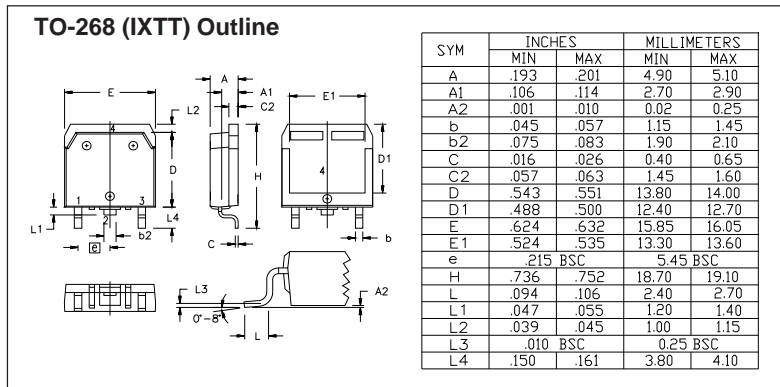 TO-268 (IXTT) Outline
E
A
A1
C2
L2
E1
4
D
H
4
D1
1
2
3
L1
L4
b2
e
C
b
L3
A2
0°-8°
L
SYM INCHES MILLIMETERS
MIN MAX MIN MAX
A .193 .201 4.90 5.10
A1 .106 .114 2.70 2.90
A2 .001 .010 0.02 0.25
b .045 .057 1.15 1.45
b2 .075 .083 1.90 2.10
C .016 .026 0.40 0.65
C2 .057 .063 1.45 1.60
D .543 .551 13.80 14.00
D1 .488 .500 12.40 12.70
E .624 .632 15.85 16.05
E1 .524 .535 13.30 13.60
e .215 BSC 5.45 BSC
H .736 .752 18.70 19.10
L .094 .106 2.40 2.70
L1 .047 .055 1.20 1.40
L2 .039 .045 1.00 1.15
L3 .010 BSC 0.25 BSC
L4 .150 .161 3.80 4.10